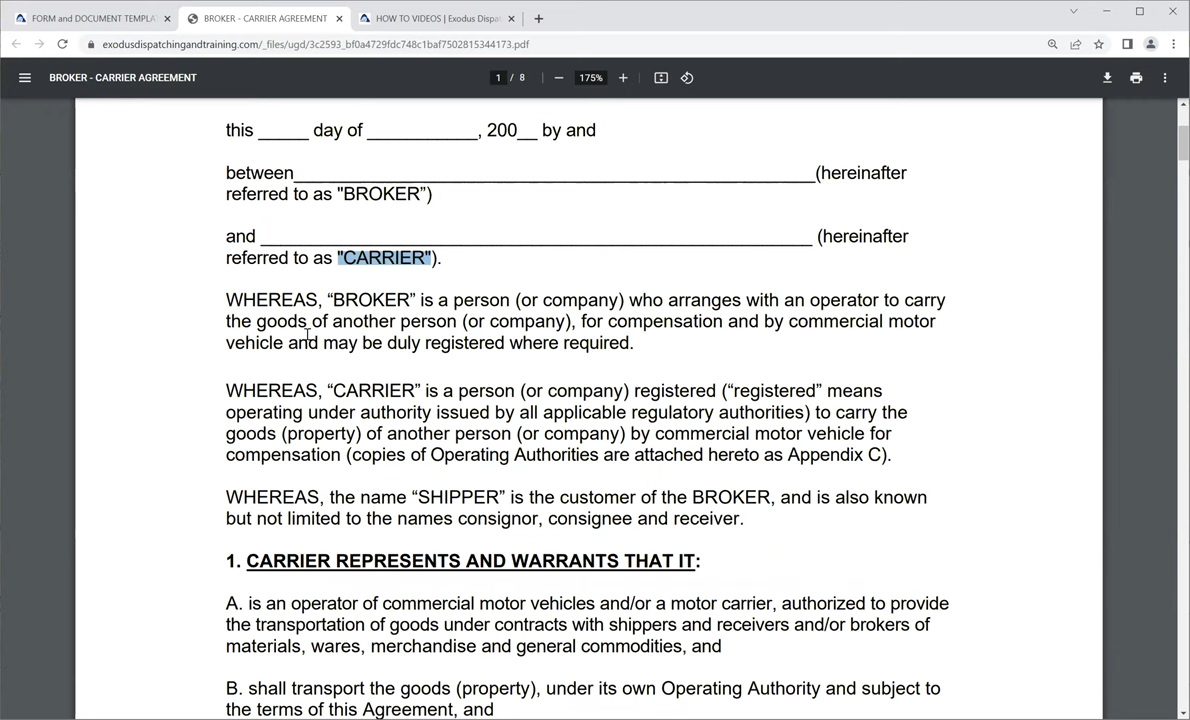 FORM and DOCUMENT TEMPLA
BROKER - CARRIER AGREEMENT
HOW TO VIDEOS | Exodus Dispa
exodusdispatchingandtraining.com/_files/ugd/3c2593_bf0a4729fdc748c1baf7502815344173.pdf
BROKER - CARRIER AGREEMENT
1 / 8
175%
this _____ day of ___________, 200__ by and
between____________________________________________________(hereinafter
referred to as "BROKER”)
and _______________________________________________________ (hereinafter
referred to as "CARRIER").
WHEREAS, “BROKER” is a person (or company) who arranges with an operator to carry
the goods of another person (or company), for compensation and by commercial motor
vehicle and may be duly registered where required.
WHEREAS, “CARRIER” is a person (or company) registered (“registered” means
operating under authority issued by all applicable regulatory authorities) to carry the
goods (property) of another person (or company) by commercial motor vehicle for
compensation (copies of Operating Authorities are attached hereto as Appendix C).
WHEREAS, the name “SHIPPER” is the customer of the BROKER, and is also known
but not limited to the names consignor, consignee and receiver.
1. CARRIER REPRESENTS AND WARRANTS THAT IT:
A. is an operator of commercial motor vehicles and/or a motor carrier, authorized to provide
the transportation of goods under contracts with shippers and receivers and/or brokers of
materials, wares, merchandise and general commodities, and
B. shall transport the goods (property), under its own Operating Authority and subject to
the terms of this Agreement, and